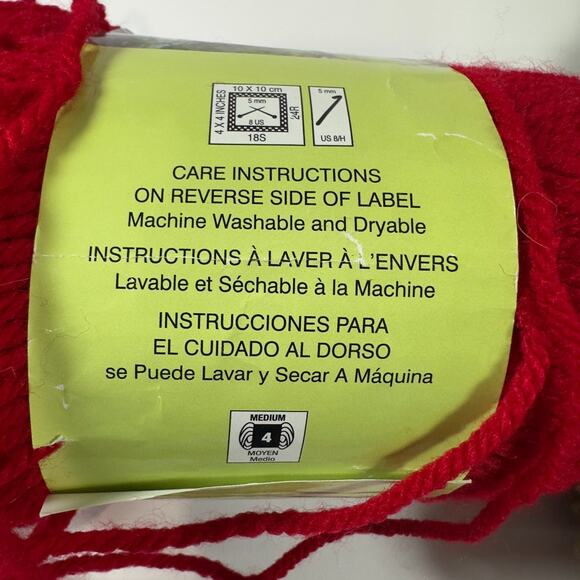 10 X 10 cm
4 X 4 INCHES
5 mm
8 US
24R
18S
5 mm
US 8/H
CARE INSTRUCTIONS
ON REVERSE SIDE OF LABEL
Machine Washable and Dryable
INSTRUCTIONS À LAVER À L'ENVERS
Lavable et Séchable à la Machine
INSTRUCCIONES PARA
EL CUIDADO AL DORSO
se Puede Lavar y Secar A Máquina
MEDIUM
4
MOYEN
Medio